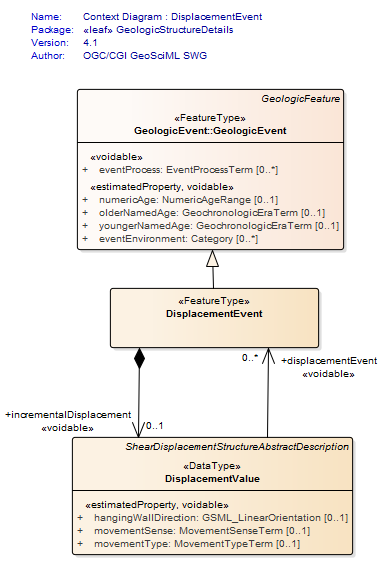 Name: Context Diagram : DisplacementEvent
Package: «leaf» GeologicStructureDetails
Version: 4.1
Author: OGC/CGI GeoSciML SWG
GeologicFeature
«FeatureType»
GeologicEvent::GeologicEvent
«voidable»
+ eventProcess: EventProcessTerm [0..*]
«estimatedProperty, voidable»
+ numericAge: NumericAgeRange [0..1]
+ olderNamedAge: GeochronologicEraTerm [0..1]
+ youngerNamedAge: GeochronologicEraTerm [0..1]
+ eventEnvironment: Category [0..*]
«FeatureType»
DisplacementEvent
0..* +displacementEvent
«voidable»
+incrementalDisplacement
«voidable» 0..1
ShearDisplacementStructureAbstractDescription
«DataType»
DisplacementValue
«estimatedProperty, voidable»
+ hangingWallDirection: GSML_LinearOrientation [0..1]
+ movementSense: MovementSenseTerm [0..1]
+ movementType: MovementTypeTerm [0..1]